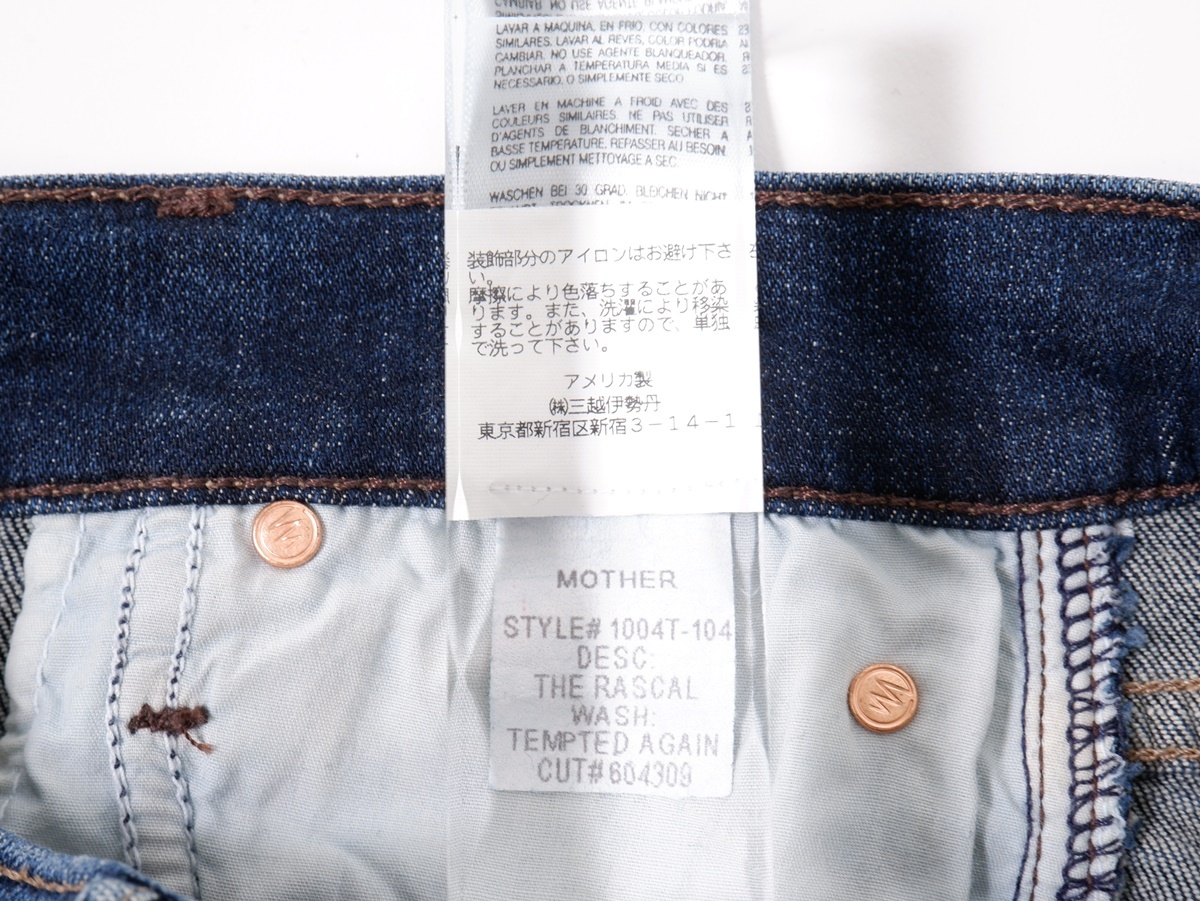 LAVAR A MAQUINA, EN FRIO, CON COLORES
SIMILARES. LAVAR AL REVES, COLOR PODRIA
CAMBIAR. NO USE AGENTE BLANQUEADOR.
PLANCHAR A TEMPERATURA MEDIA SI ES
NECESSARIO, O SIMPLEMENTE SECO
LAVER EN MACHINE A FROID AVEC DES
COULEURS SIMILAIRES. NE PAS UTILISER
D'AGENTS DE BLANCHIMENT. SECHER A
BASSE TEMPERATURE, REPASSER AU BESOIN.
OU SIMPLEMENT METTOYAGE A SEC.
WASCHEN BEI 30 GRAD. BLEICHEN NICHT
装飾部分のアイロンはお避け下さ
い。
摩擦により色落ちすることがあ
ります。また、洗濯により移染
することがありますので、単独
で洗って下さい。
アメリカ製
㈱三越伊勢丹
東京都新宿区新宿3-14-1
MOTHER
STYLE# 1004T-104
DESC:
THE RASCAL
WASH:
TEMPTED AGAIN
CUT# 604309